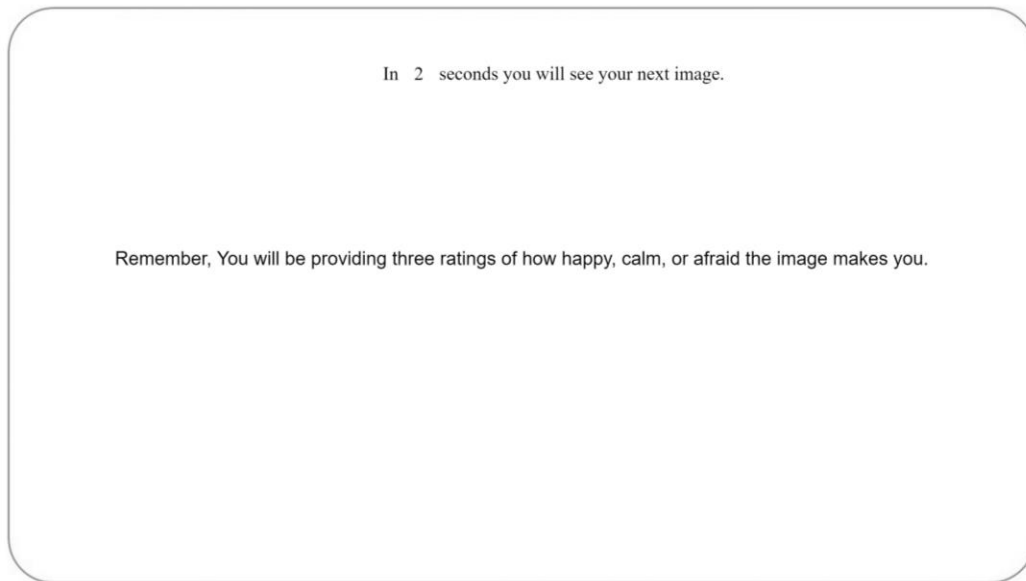 In 2 seconds you will see your next image.
Remember, You will be providing three ratings of how happy, calm, or afraid the image makes you.